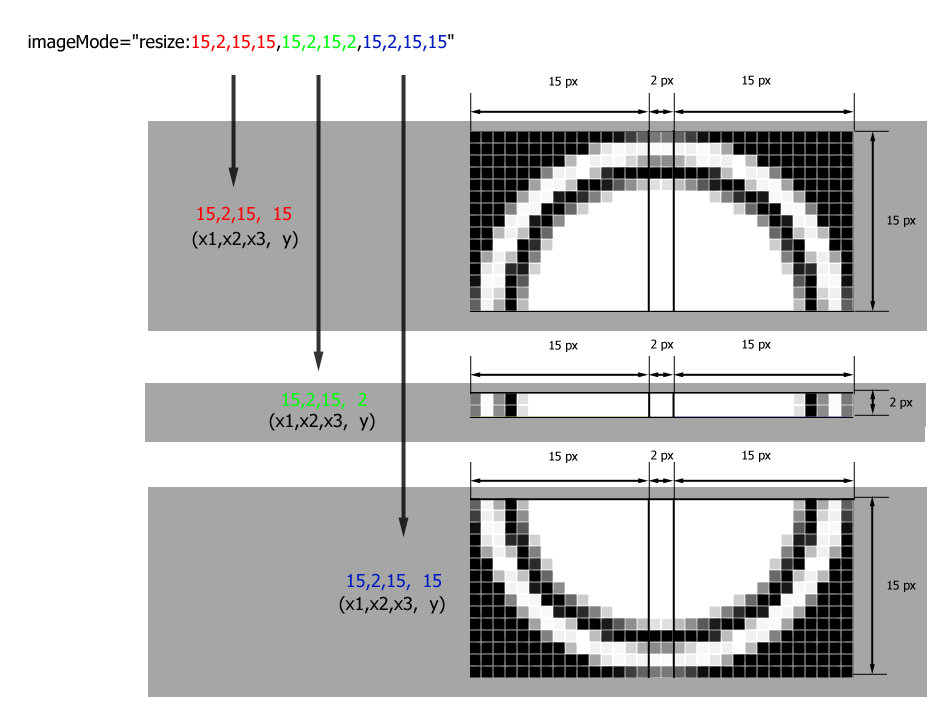 imageMode="resize:15,2,15,15,15,2,15,2,15,2,15,15"
15 px 2 px 15 px
15,2,15, 15
(x1,x2,x3, y)
15 px
15 px 2 px 15 px
15,2,15, 2
(x1,x2,x3, y)
2 px
15 px 2 px 15 px
15,2,15, 15
(x1,x2,x3, y)
15 px